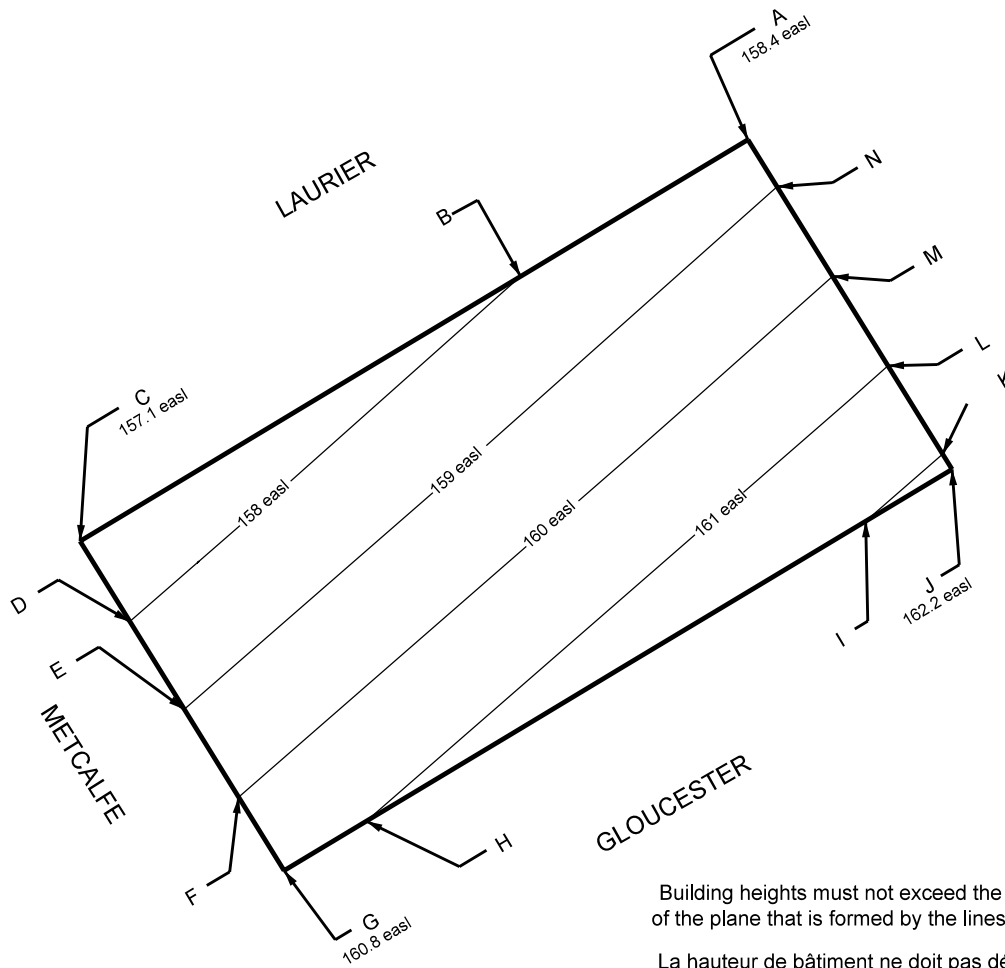 A
158.4 easl
LAURIER
N
B
M
L
K
C
157.1 easl
158 easl
159 easl
160 easl
161 easl
D
J
162.2 easl
E
I
METCALFE
GLOUCESTER
H
F
G
160.8 easl
Building heights must not exceed the
of the plane that is formed by the lines
La hauteur de bâtiment ne doit pas dé